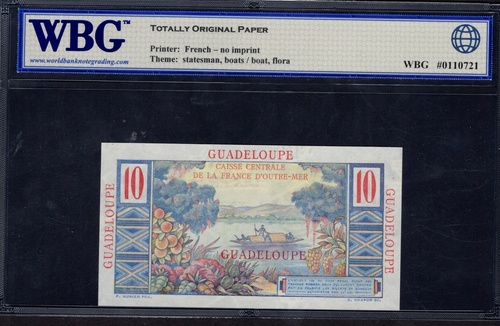 WBG™
www.worldbanknotegrading.com
TOTALLY ORIGINAL PAPER
Printer: French – no imprint
Theme: statesman, boats / boat, flora
WBG #0110721
GUADELOUPE
CAISSE CENTRALE
DE LA FRANCE D'OUTRE-MER
10
10
GUADELOUPE
GUADELOUPE
GUADELOUPE